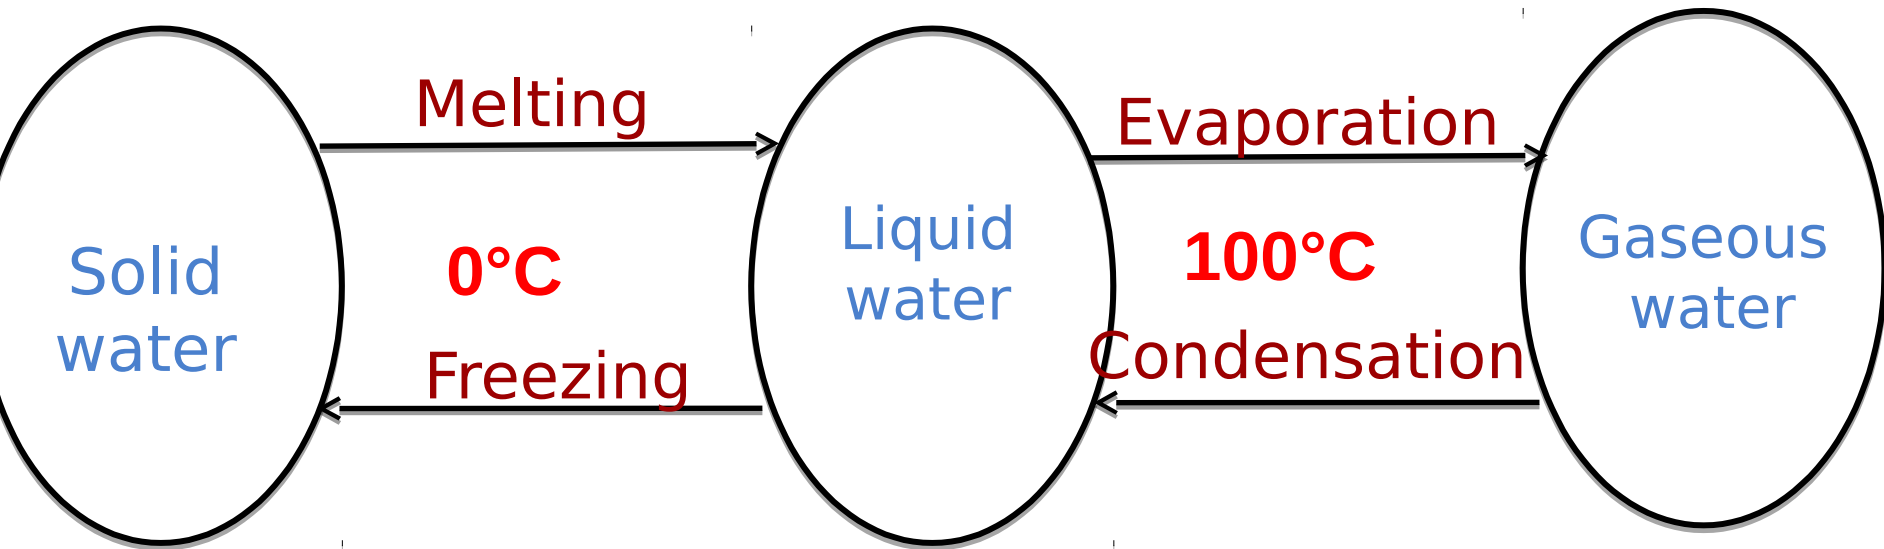 Melting
Evaporation
Solid
water
0°C
Liquid
water
100°C
Gaseous
water
Freezing
Condensation